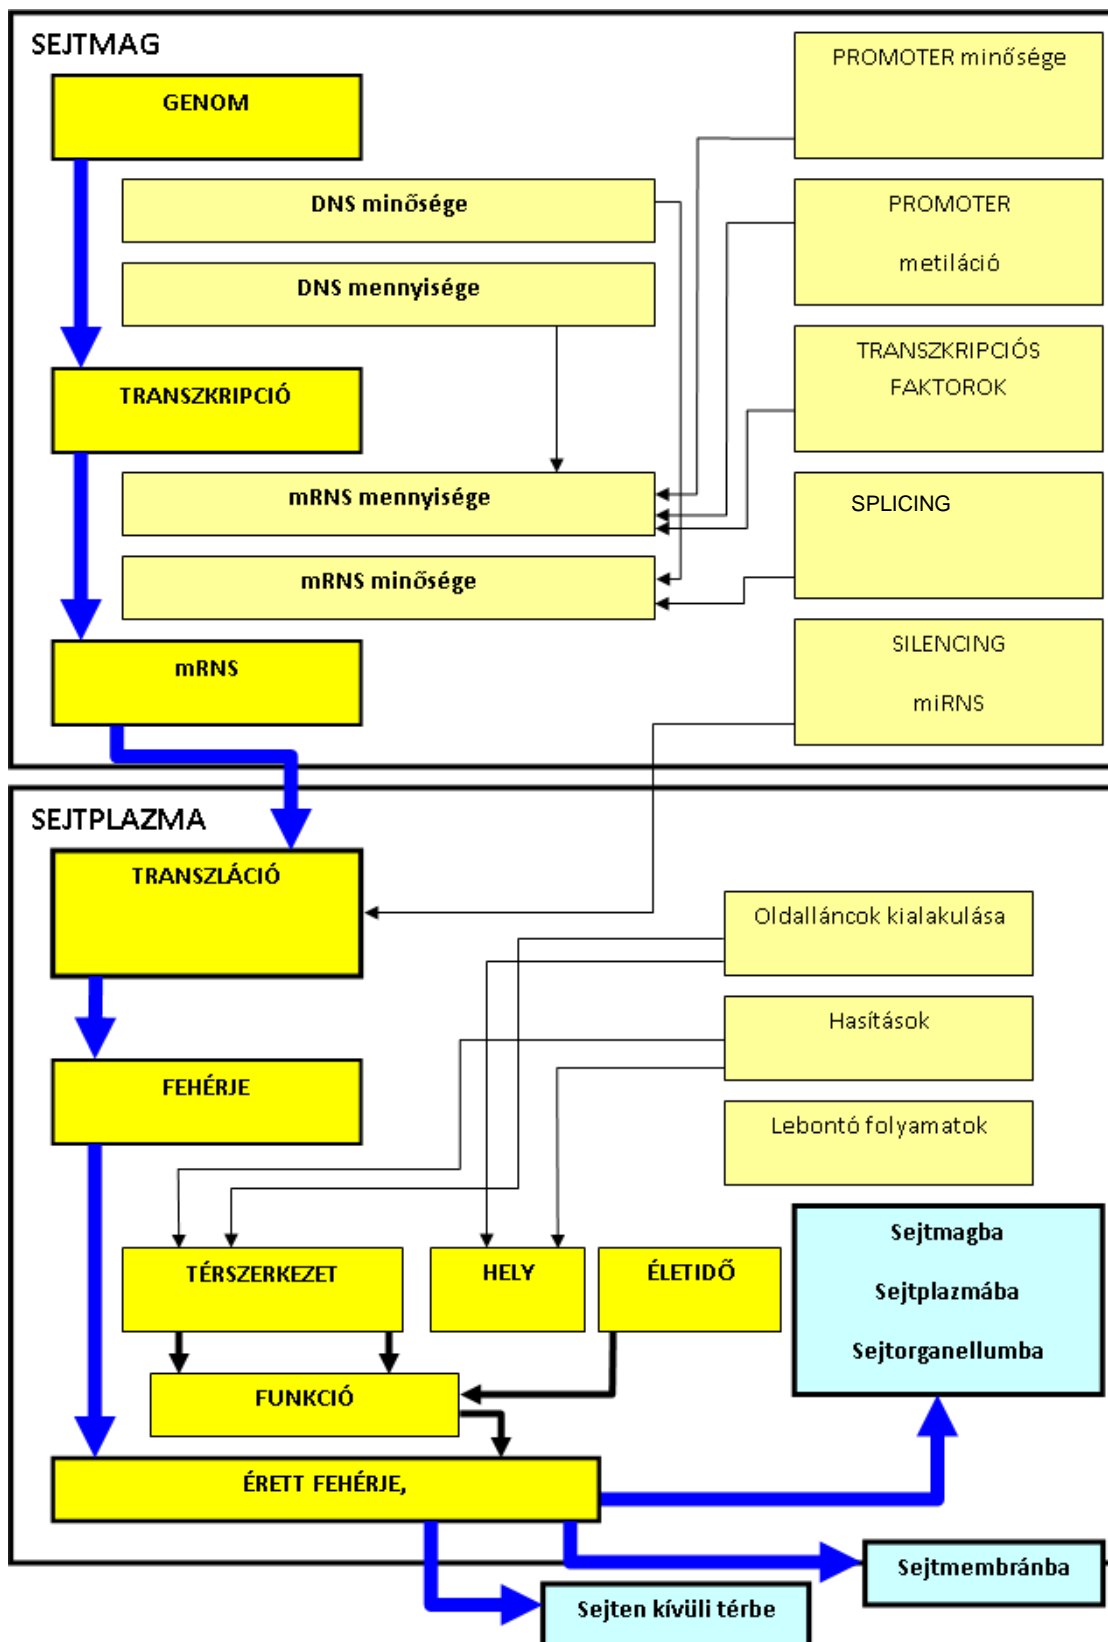 SEJTMAG
GENOM
DNS minősége
DNS mennyisége
TRANSZKRIPCIÓ
mRNS mennyisége
mRNS minősége
mRNS
PROMOTER minősége
PROMOTER
metiláció
TRANSZKRIPCIÓS
FAKTOROK
SPLICING
SILENCING
miRNS
SEJTPLAZMA
TRANSZLÁCIÓ
Oldalláncok kialakulása
Hasítások
Lebontó folyamatok
FEHÉRJE
TÉRSZERKEZET
HELY
ÉLETIDŐ
FUNKCIÓ
ÉRETT FEHÉRJE,
Sejtmagba
Sejtplazmába
Sejtorganellumba
Sejtmembránba
Sejten kívüli térbe